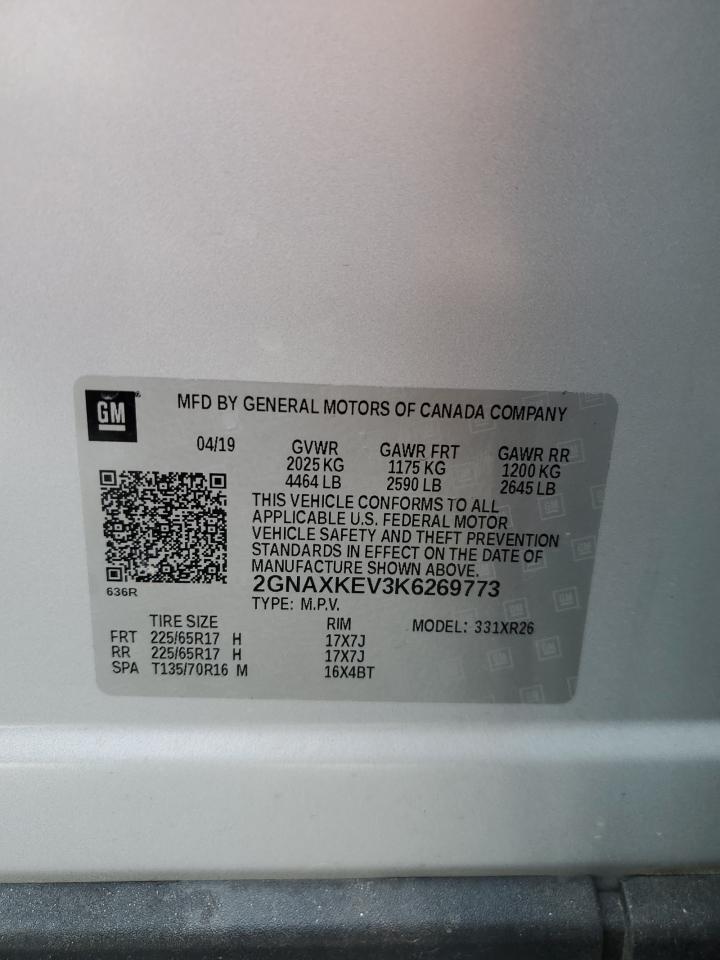 GM
MFD BY GENERAL MOTORS OF CANADA COMPANY
04/19 GVWR GAWR FRT GAWR RR
2025 KG 1175 KG 1200 KG
4464 LB 2590 LB 2645 LB
THIS VEHICLE CONFORMS TO ALL
APPLICABLE U.S. FEDERAL MOTOR
VEHICLE SAFETY AND THEFT PREVENTION
STANDARDS IN EFFECT ON THE DATE OF
MANUFACTURE SHOWN ABOVE.
636R
2GNAXKEV3K6269773
TYPE: M.P.V.
TIRE SIZE RIM MODEL: 331XR26
FRT 225/65R17 H 17X7J
RR 225/65R17 H 17X7J
SPA T135/70R16 M 16X4BT